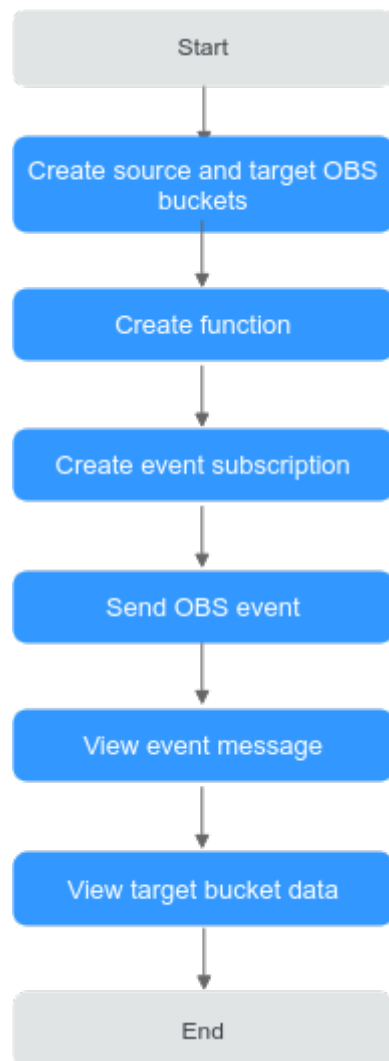 Start
Create source and target OBS
buckets
Create function
Create event subscription
Send OBS event
View event message
View target bucket data
End